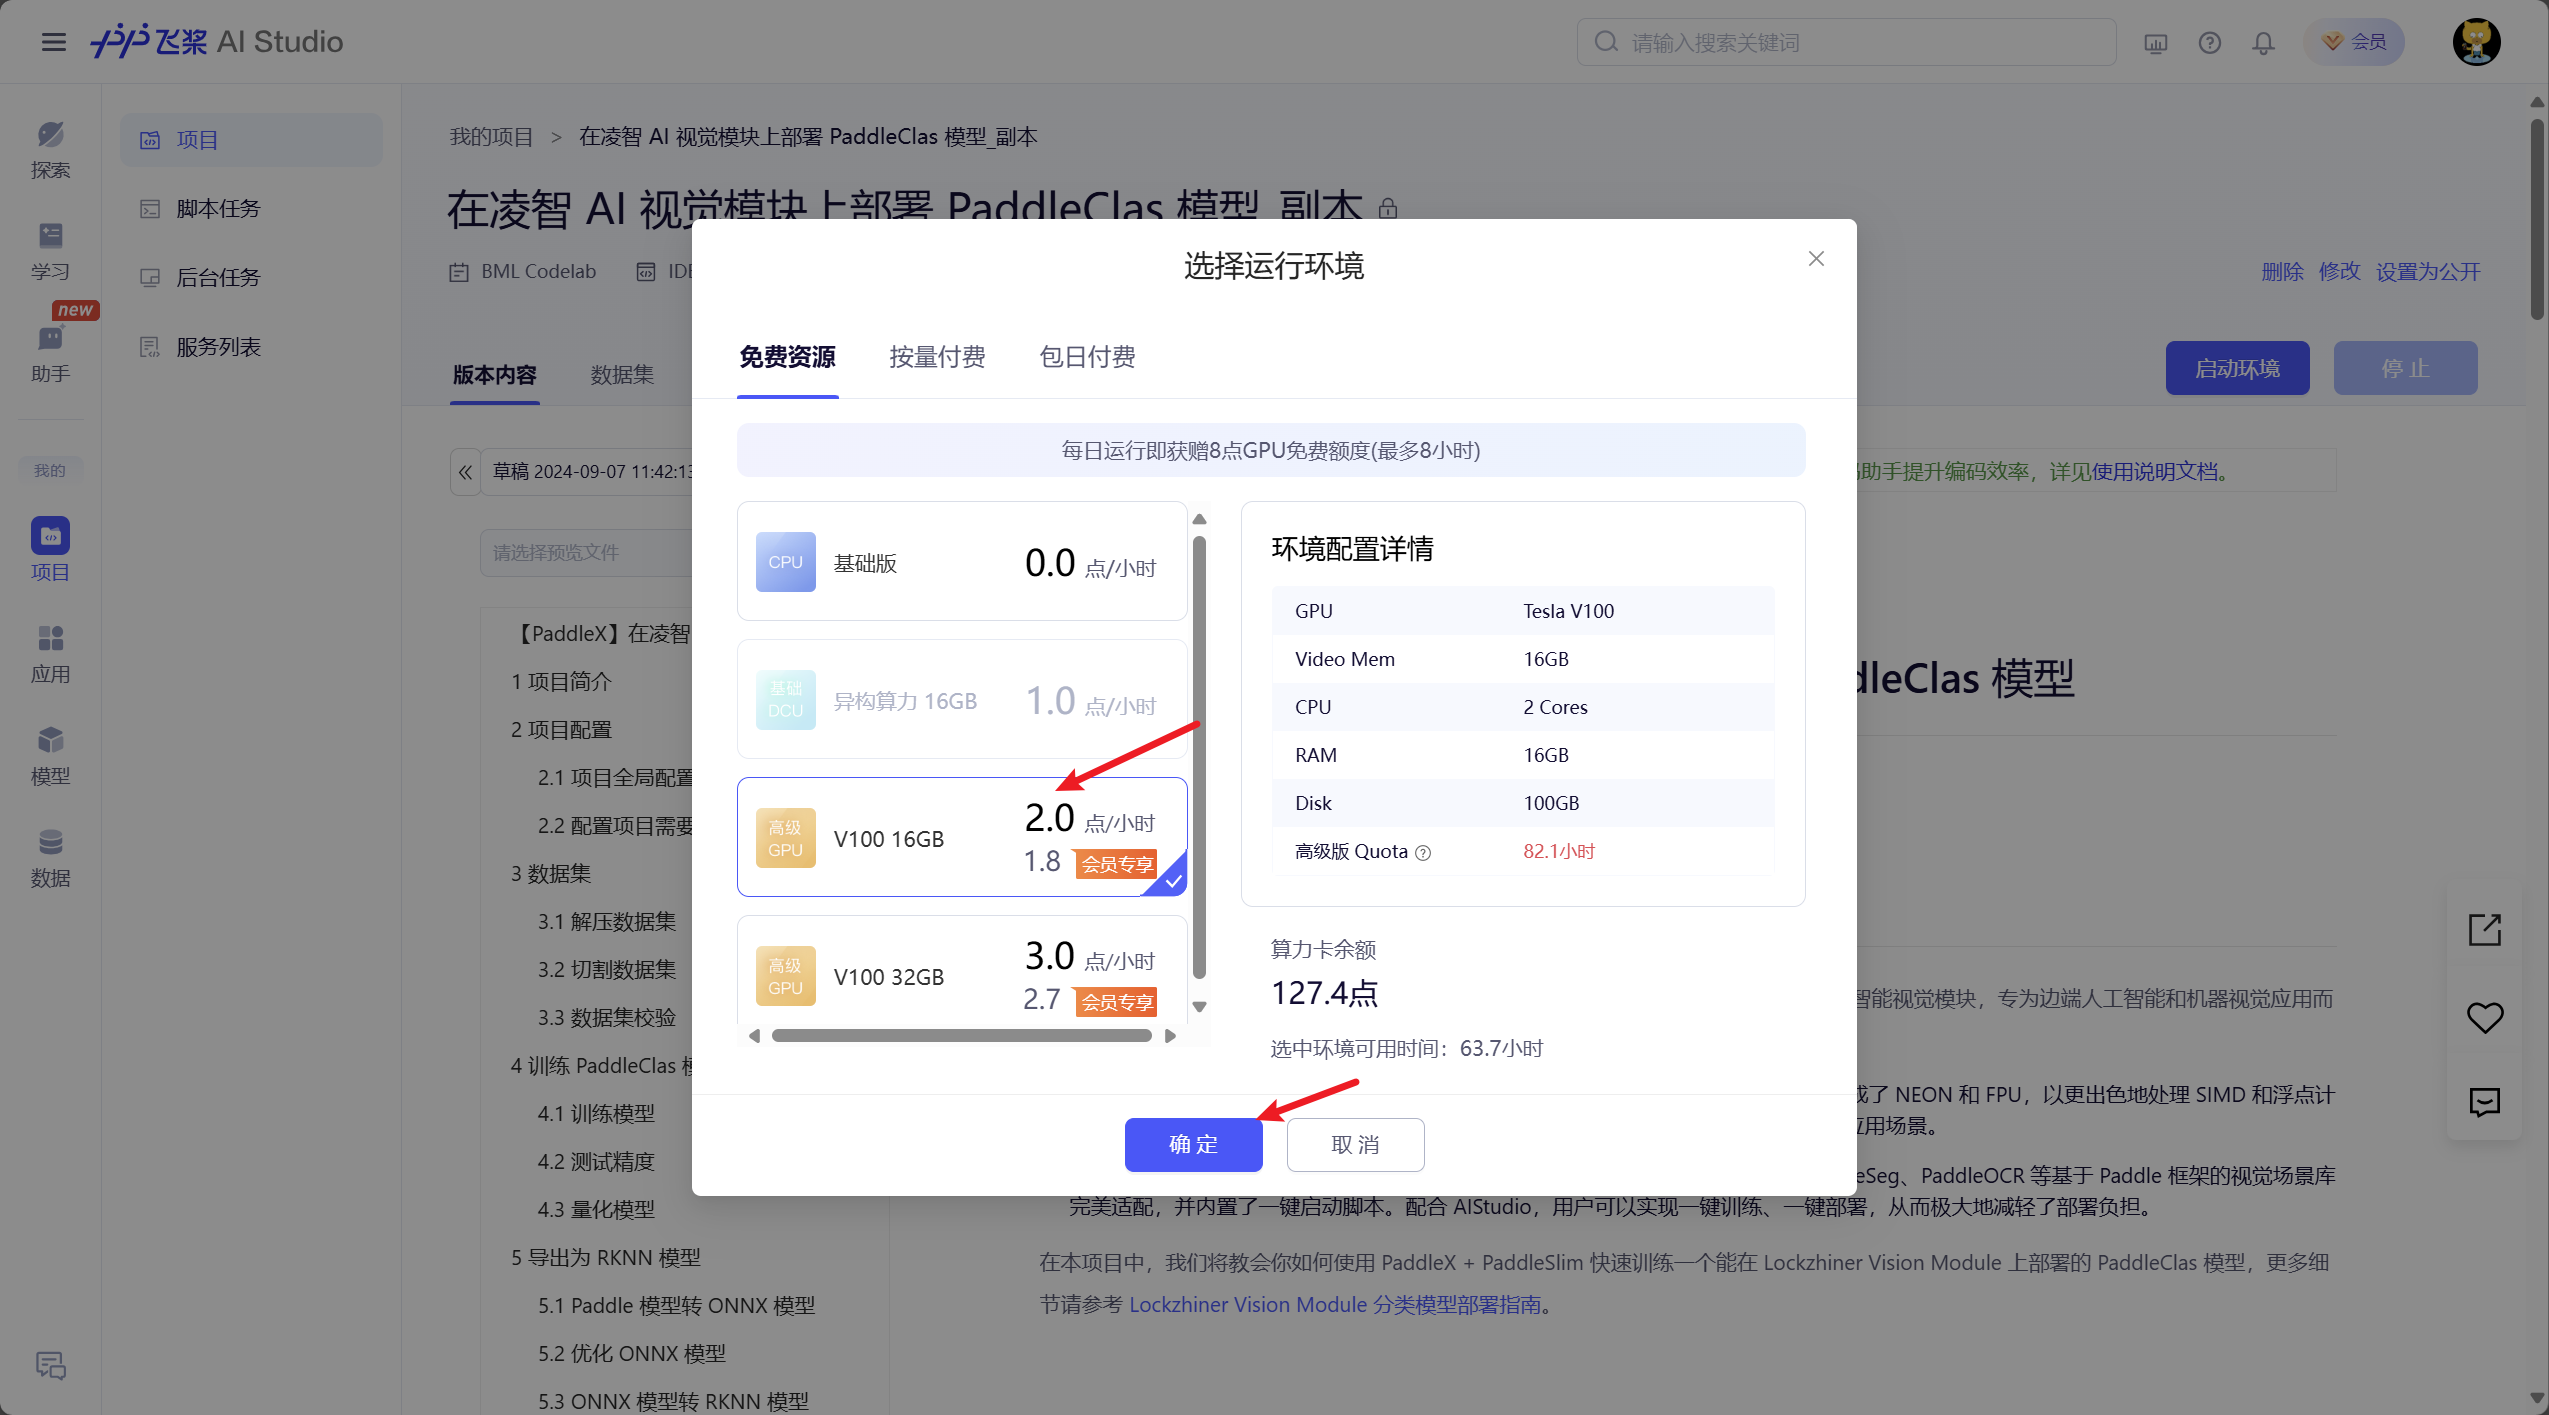 飞桨 AI Studio
请输入搜索关键词
会员
探索
学习
new
助手
我的
项目
应用
模型
数据
项目
脚本任务
后台任务
服务列表
我的项目 > 在凌智 AI 视觉模块上部署 PaddleClas 模型_副本
在凌智 AI 视觉模块上部署 PaddleClas 模型_副本
BML Codelab
删除 修改 设置为公开
版本内容 数据集
启动环境 停 止
草稿 2024-09-07 11:42:13
助手提升编码效率，详见使用说明文档。
请选择预览文件
【PaddleX】在凌智
1 项目简介
2 项目配置
2.1 项目全局配置
2.2 配置项目需要
3 数据集
3.1 解压数据集
3.2 切割数据集
3.3 数据集校验
4 训练 PaddleClas
4.1 训练模型
4.2 测试精度
4.3 量化模型
5 导出为 RKNN 模型
5.1 Paddle 模型转 ONNX 模型
5.2 优化 ONNX 模型
5.3 ONNX 模型转 RKNN 模型
选择运行环境
免费资源 按量付费 包日付费
每日运行即获赠8点GPU免费额度(最多8小时)
CPU 基础版 0.0 点/小时
基础 DCU 异构算力 16GB 1.0 点/小时
高级 GPU V100 16GB 2.0 点/小时
1.8 会员专享
高级 GPU V100 32GB 3.0 点/小时
2.7 会员专享
环境配置详情
GPU Tesla V100
Video Mem 16GB
CPU 2 Cores
RAM 16GB
Disk 100GB
高级版 Quota 82.1小时
算力卡余额
127.4点
选中环境可用时间：63.7小时
确 定 取 消
dleClas 模型
智能视觉模块，专为边端人工智能和机器视觉应用而
了 NEON 和 FPU，以更出色地处理 SIMD 和浮点计
用场景。
eSeg、PaddleOCR 等基于 Paddle 框架的视觉场景库
完美适配，并内置了一键启动脚本。配合 AIStudio，用户可以实现一键训练、一键部署，从而极大地减轻了部署负担。
在本项目中，我们将教会你如何使用 PaddleX + PaddleSlim 快速训练一个能在 Lockzhiner Vision Module 上部署的 PaddleClas 模型，更多细
节请参考 Lockzhiner Vision Module 分类模型部署指南。